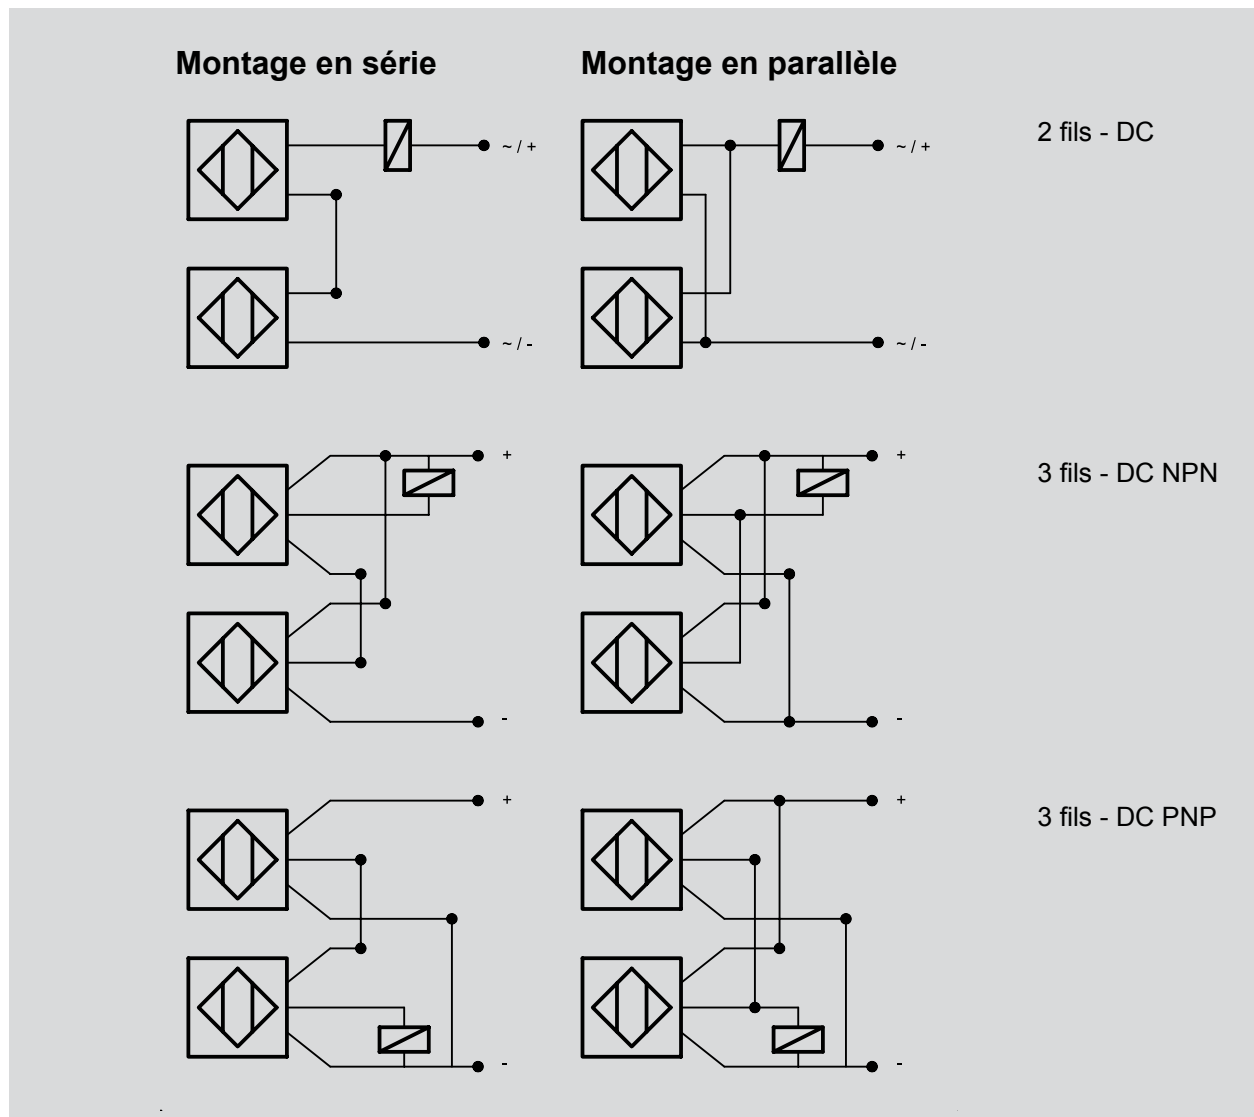 Montage en série
Montage en parallèle
~ / +
~ / +
2 fils - DC
~ / -
~ / -
+
+
3 fils - DC NPN
-
-
+
+
3 fils - DC PNP
-
-